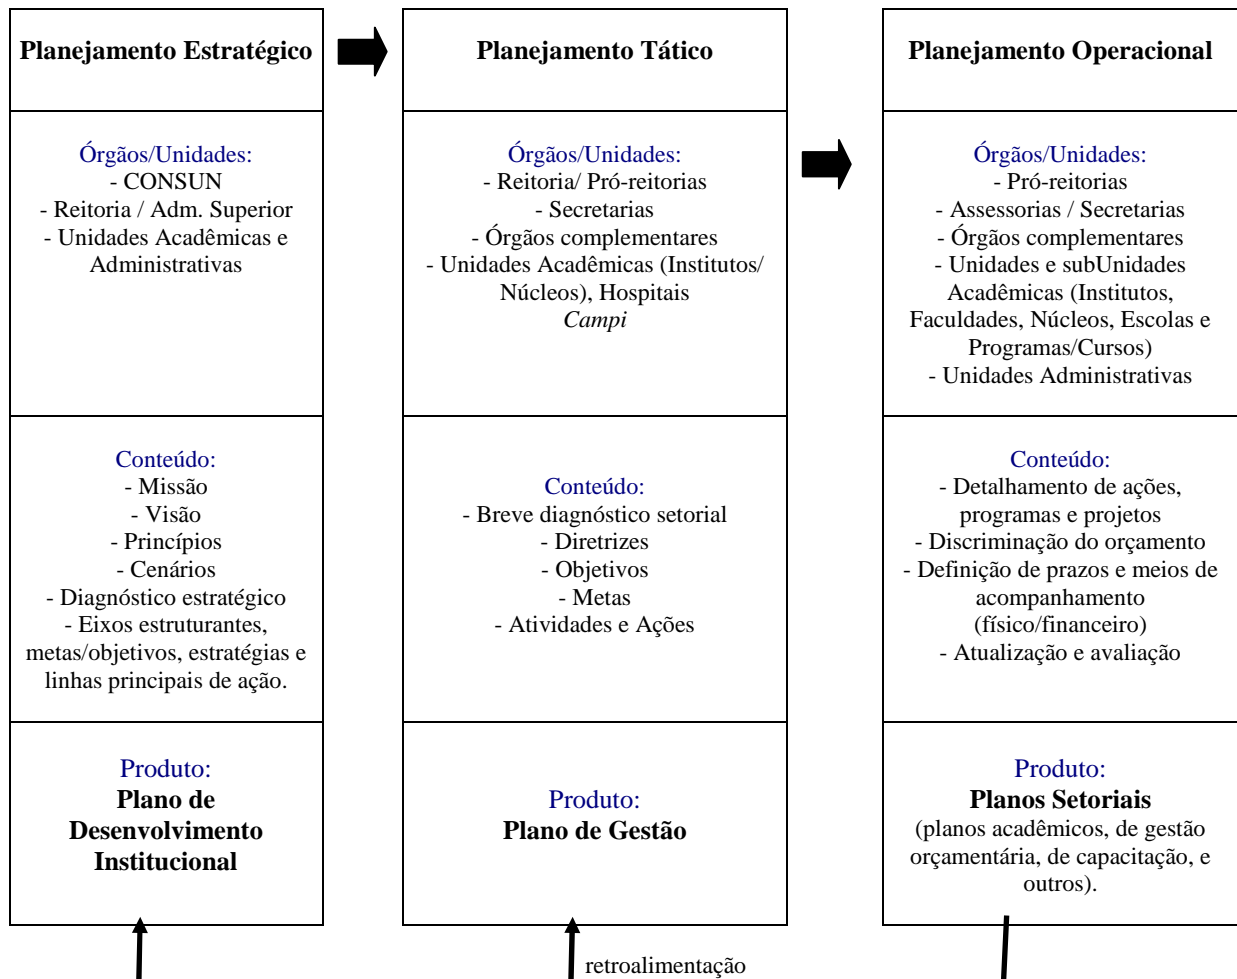 Planejamento Estratégico
Órgãos/Unidades:
- CONSUN
- Reitoria / Adm. Superior
- Unidades Acadêmicas e
Administrativas
Conteúdo:
- Missão
- Visão
- Princípios
- Cenários
- Diagnóstico estratégico
- Eixos estruturantes,
metas/objetivos, estratégias e
linhas principais de ação.
Produto:
Plano de
Desenvolvimento
Institucional
Planejamento Tático
Órgãos/Unidades:
- Reitoria/ Pró-reitorias
- Secretarias
- Órgãos complementares
- Unidades Acadêmicas (Institutos/
Núcleos), Hospitais
Campi
Conteúdo:
- Breve diagnóstico setorial
- Diretrizes
- Objetivos
- Metas
- Atividades e Ações
Produto:
Plano de Gestão
Planejamento Operacional
Órgãos/Unidades:
- Pró-reitorias
- Assessorias / Secretarias
- Órgãos complementares
- Unidades e subUnidades
Acadêmicas (Institutos,
Faculdades, Núcleos, Escolas e
Programas/Cursos)
- Unidades Administrativas
Conteúdo:
- Detalhamento de ações,
programas e projetos
- Discriminação do orçamento
- Definição de prazos e meios de
acompanhamento
(físico/financeiro)
- Atualização e avaliação
Produto:
Planos Setoriais
(planos acadêmicos, de gestão
orçamentária, de capacitação, e
outros).
retroalimentação